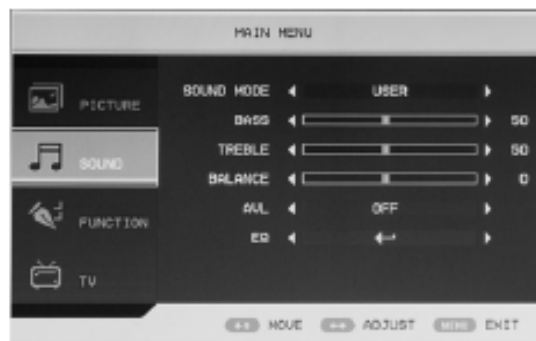 MAIN MENU
PICTURE
SOUND
FUNCTION
TV
SOUND MODE USER
BASS 50
TREBLE 50
BALANCE 0
AVL OFF
EQ
MOVE ADJUST MENU EXIT